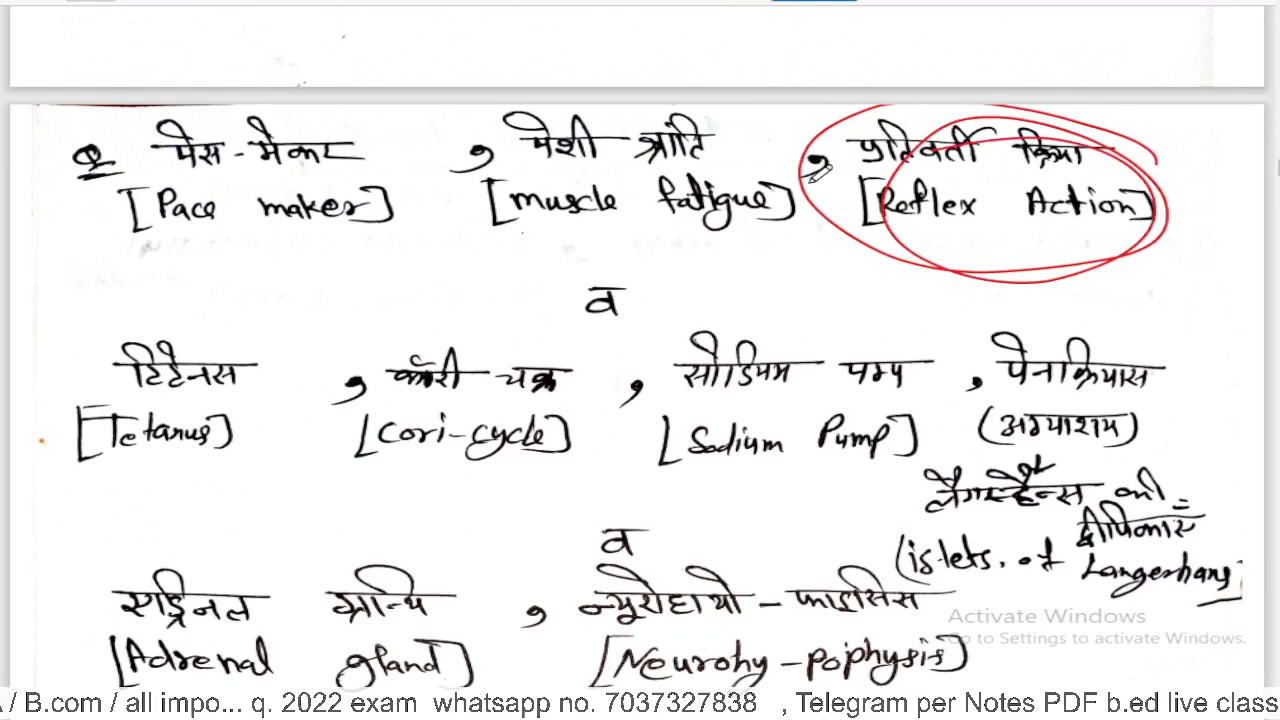 Q पेस-मेकर , पेशी श्रांति , प्रतिवर्ती क्रिया
[Pace maker] [muscle fatigue] [Reflex Action]
व
टिटैनस , कॉरी चक्र , सोडियम पम्प , पेनक्रियास
[Tetanus] [Cori-cycle] [Sodium Pump] (अग्न्याशय)
लैंगरहैन्स की
द्वीपिकाएं
व (islets. of Langerhans)
एड्रिनल ग्रन्थि , न्यूरोहायपो-फाइसिस
[Adrenal gland] [Neurohy-pophysis]
Activate Windows
Go to Settings to activate Windows.
/ B.com / all impo... q. 2022 exam whatsapp no. 7037327838 , Telegram per Notes PDF b.ed live class